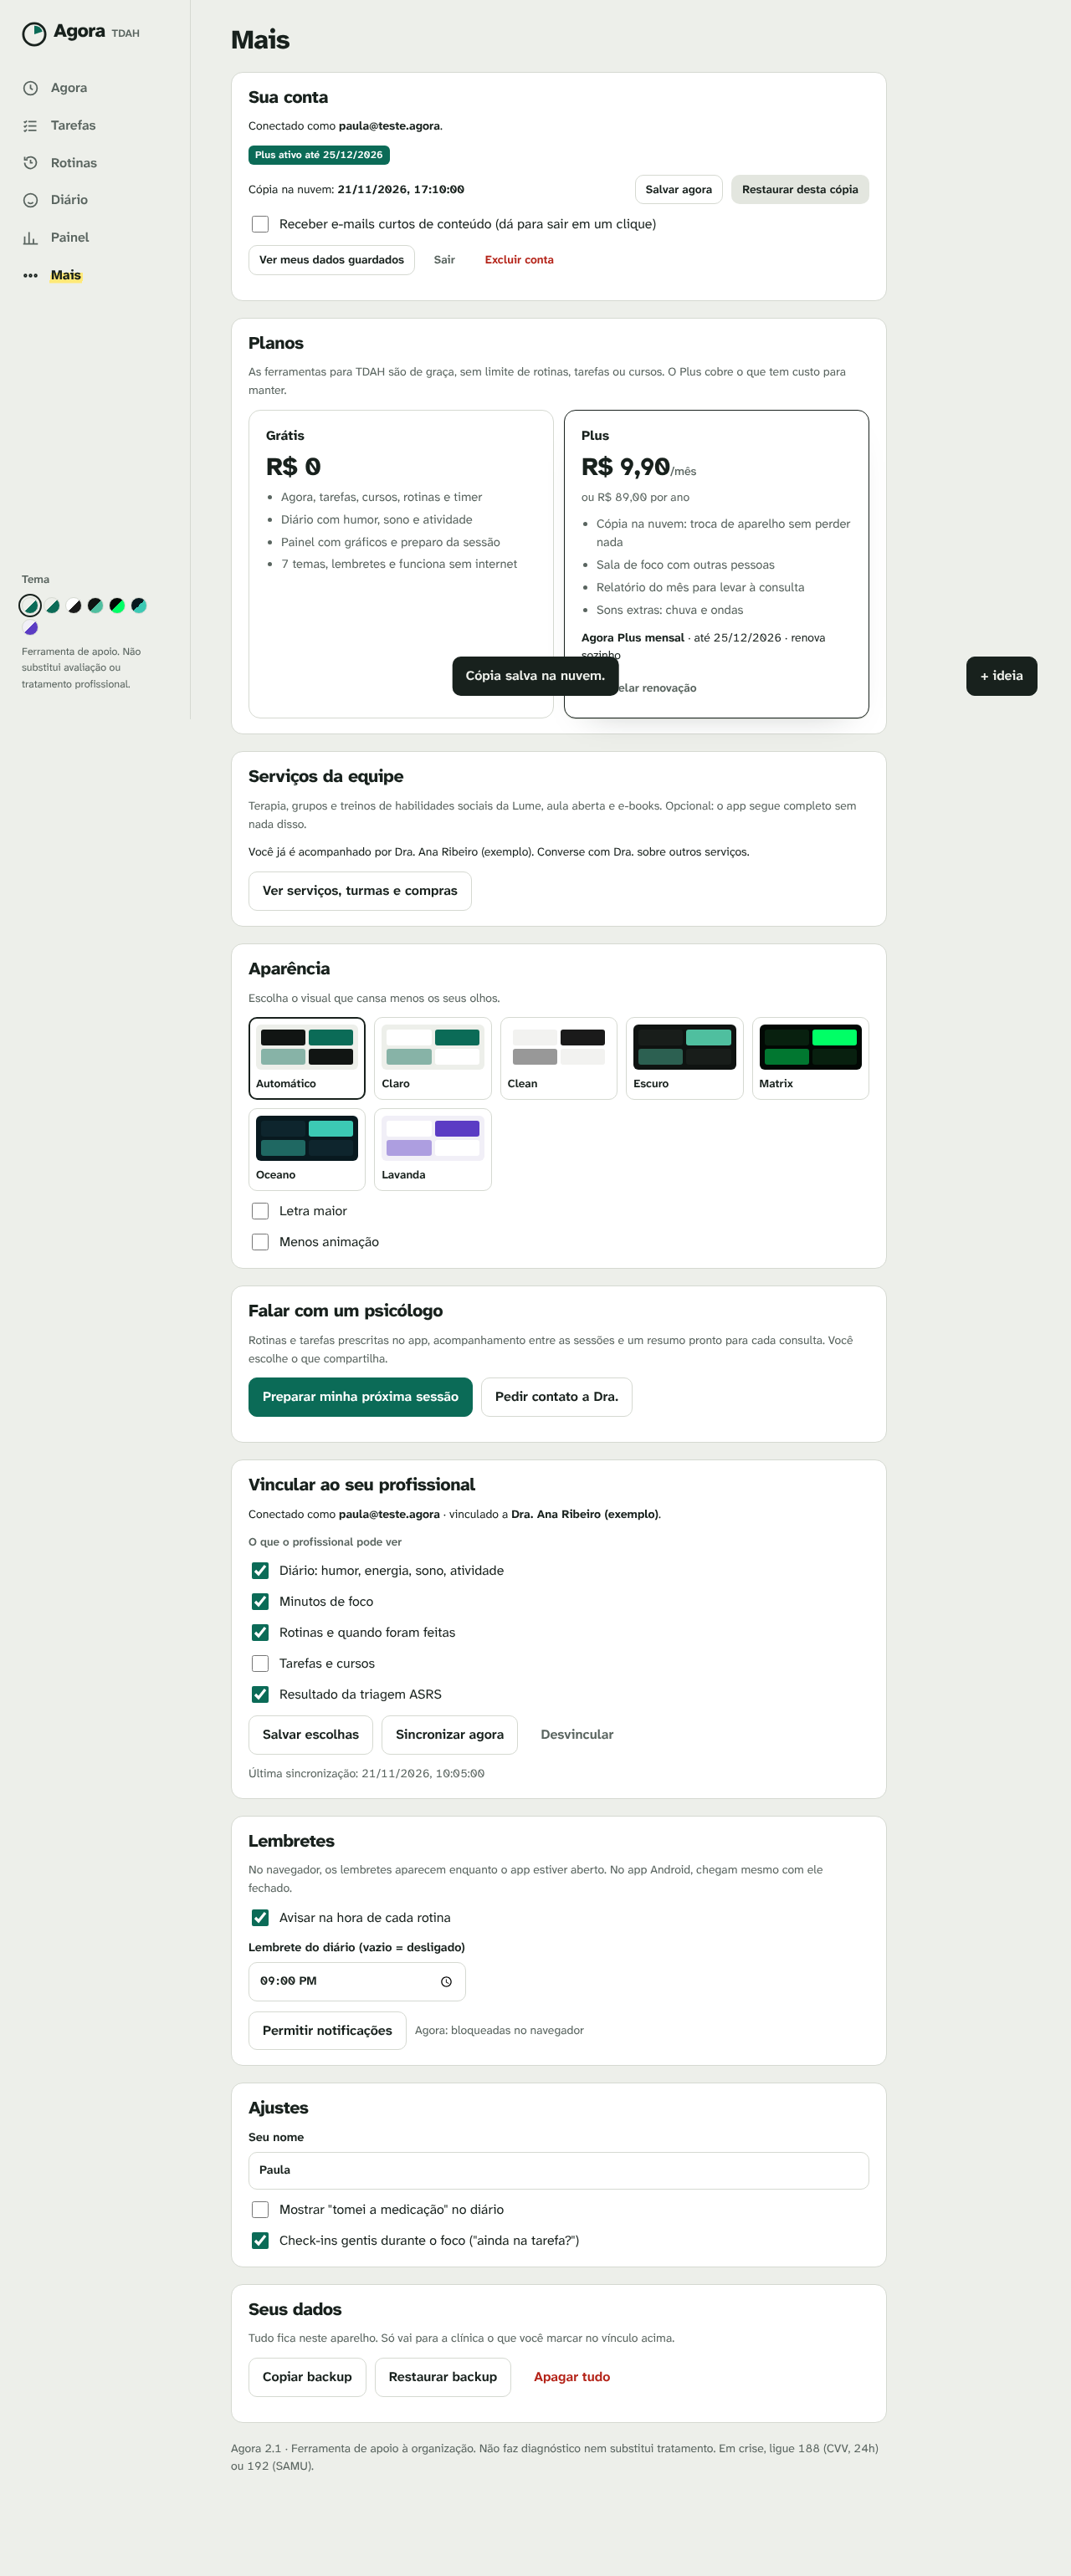 Agora TDAH
Agora
Tarefas
Rotinas
Diário
Painel
Mais
Tema
Ferramenta de apoio. Não
substitui avaliação ou
tratamento profissional.
Mais
Sua conta
Conectado como paula@teste.agora.
Plus ativo até 25/12/2026
Cópia na nuvem: 21/11/2026, 17:10:00
Salvar agora
Restaurar desta cópia
Receber e-mails curtos de conteúdo (dá para sair em um clique)
Ver meus dados guardados
Sair
Excluir conta
Planos
As ferramentas para TDAH são de graça, sem limite de rotinas, tarefas ou cursos. O Plus cobre o que tem custo para
manter.
Grátis
R$ 0
• Agora, tarefas, cursos, rotinas e timer
• Diário com humor, sono e atividade
• Painel com gráficos e preparo da sessão
• 7 temas, lembretes e funciona sem internet
Plus
R$ 9,90/mês
ou R$ 89,00 por ano
• Cópia na nuvem: troca de aparelho sem perder
nada
• Sala de foco com outras pessoas
• Relatório do mês para levar à consulta
• Sons extras: chuva e ondas
Agora Plus mensal · até 25/12/2026 · renova
sozinho
elar renovação
Cópia salva na nuvem.
+ ideia
Serviços da equipe
Terapia, grupos e treinos de habilidades sociais da Lume, aula aberta e e-books. Opcional: o app segue completo sem
nada disso.
Você já é acompanhado por Dra. Ana Ribeiro (exemplo). Converse com Dra. sobre outros serviços.
Ver serviços, turmas e compras
Aparência
Escolha o visual que cansa menos os seus olhos.
Automático
Claro
Clean
Escuro
Matrix
Oceano
Lavanda
Letra maior
Menos animação
Falar com um psicólogo
Rotinas e tarefas prescritas no app, acompanhamento entre as sessões e um resumo pronto para cada consulta. Você
escolhe o que compartilha.
Preparar minha próxima sessão
Pedir contato a Dra.
Vincular ao seu profissional
Conectado como paula@teste.agora · vinculado a Dra. Ana Ribeiro (exemplo).
O que o profissional pode ver
Diário: humor, energia, sono, atividade
Minutos de foco
Rotinas e quando foram feitas
Tarefas e cursos
Resultado da triagem ASRS
Salvar escolhas
Sincronizar agora
Desvincular
Última sincronização: 21/11/2026, 10:05:00
Lembretes
No navegador, os lembretes aparecem enquanto o app estiver aberto. No app Android, chegam mesmo com ele
fechado.
Avisar na hora de cada rotina
Lembrete do diário (vazio = desligado)
09:00 PM
Permitir notificações
Agora: bloqueadas no navegador
Ajustes
Seu nome
Paula
Mostrar "tomei a medicação" no diário
Check-ins gentis durante o foco ("ainda na tarefa?")
Seus dados
Tudo fica neste aparelho. Só vai para a clínica o que você marcar no vínculo acima.
Copiar backup
Restaurar backup
Apagar tudo
Agora 2.1 · Ferramenta de apoio à organização. Não faz diagnóstico nem substitui tratamento. Em crise, ligue 188 (CVV, 24h)
ou 192 (SAMU).